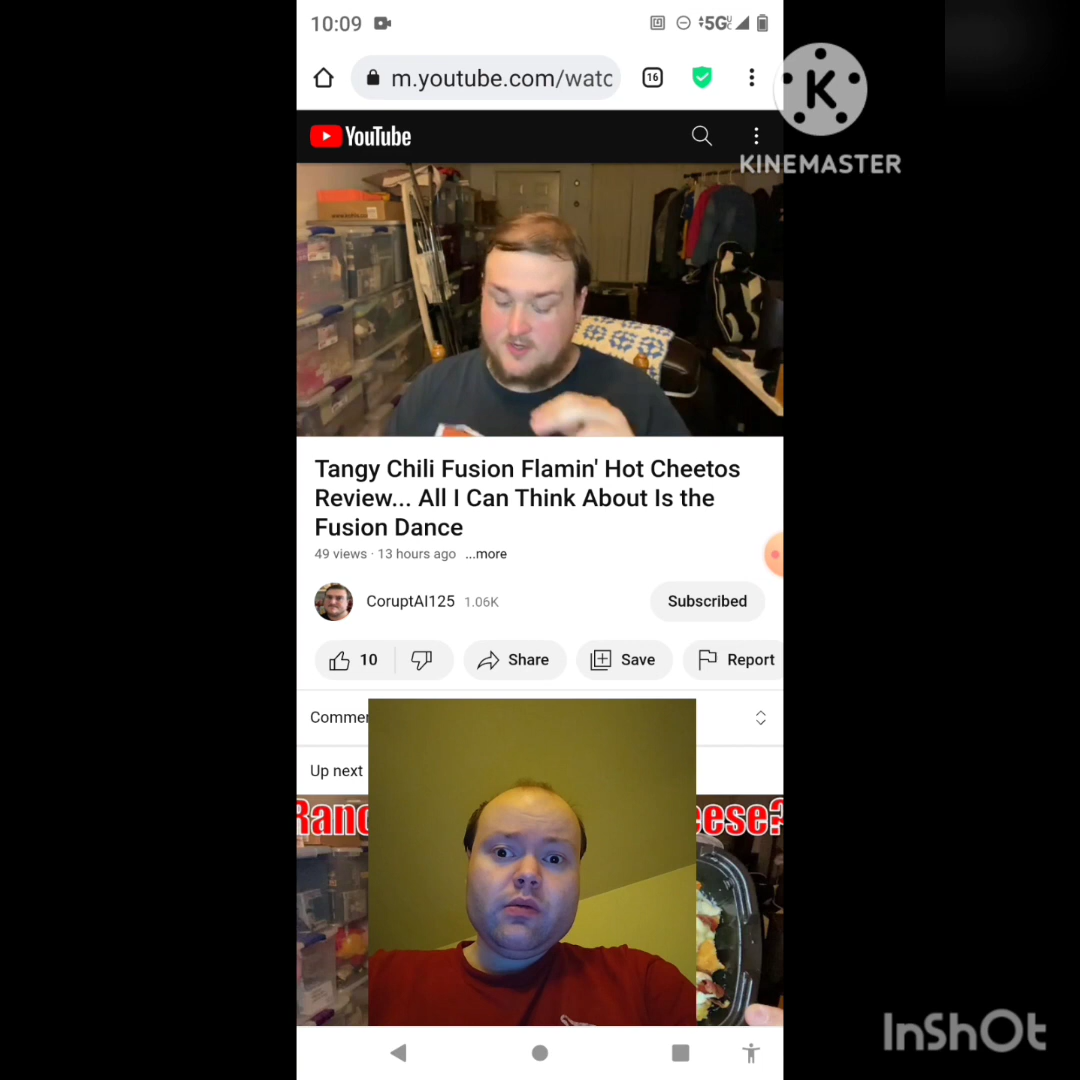 10:09
5G
m.youtube.com/watc
16
K
KINEMASTER
YouTube
Tangy Chili Fusion Flamin' Hot Cheetos
Review... All I Can Think About Is the
Fusion Dance
49 views · 13 hours ago ...more
CoruptAI125 1.06K
Subscribed
10
Share
Save
Report
Commer
Up next
Rand
eese?
InShOt